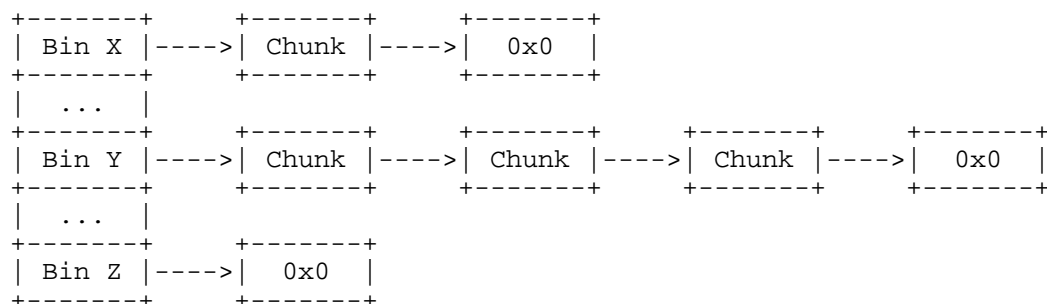 +-------+      +-------+      +-------+
| Bin X |---->| Chunk |---->|  0x0  |
+-------+      +-------+      +-------+
|  ...  |
+-------+      +-------+      +-------+      +-------+      +-------+
| Bin Y |---->| Chunk |---->| Chunk |---->| Chunk |---->|  0x0  |
+-------+      +-------+      +-------+      +-------+      +-------+
|  ...  |
+-------+      +-------+
| Bin Z |---->|  0x0  |
+-------+      +-------+